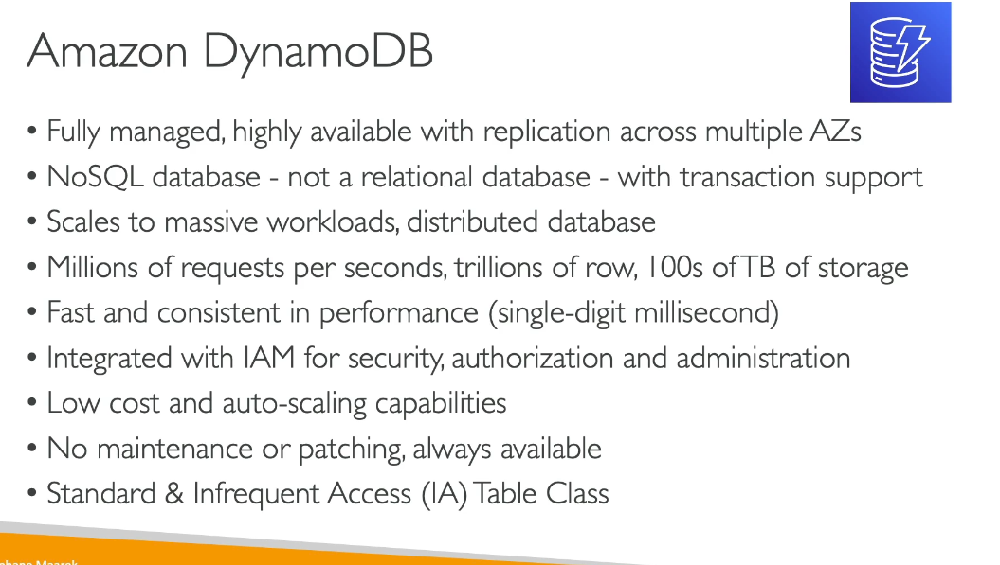 Amazon DynamoDB
• Fully managed, highly available with replication across multiple AZs
• NoSQL database - not a relational database - with transaction support
• Scales to massive workloads, distributed database
• Millions of requests per seconds, trillions of row, 100s of TB of storage
• Fast and consistent in performance (single-digit millisecond)
• Integrated with IAM for security, authorization and administration
• Low cost and auto-scaling capabilities
• No maintenance or patching, always available
• Standard & Infrequent Access (IA) Table Class